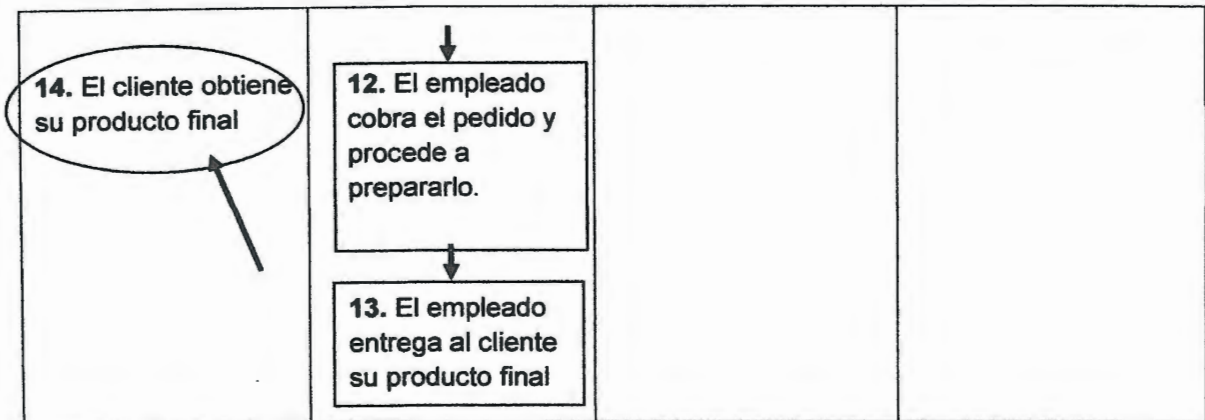 14. El cliente obtiene
su producto final
12. El empleado
cobra el pedido y
procede a
prepararlo.
13. El empleado
entrega al cliente
su producto final